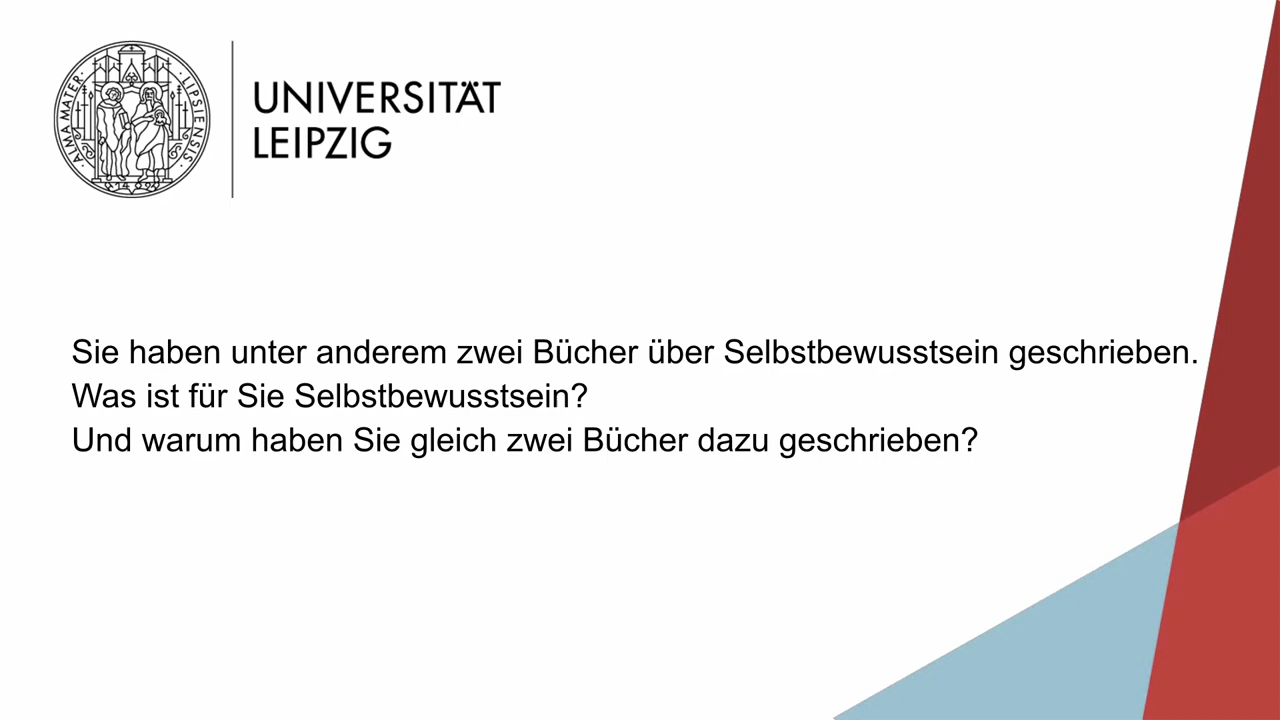 ALMA MATER · LIPSIENSIS ·
UNIVERSITÄT
LEIPZIG
Sie haben unter anderem zwei Bücher über Selbstbewusstsein geschrieben.
Was ist für Sie Selbstbewusstsein?
Und warum haben Sie gleich zwei Bücher dazu geschrieben?